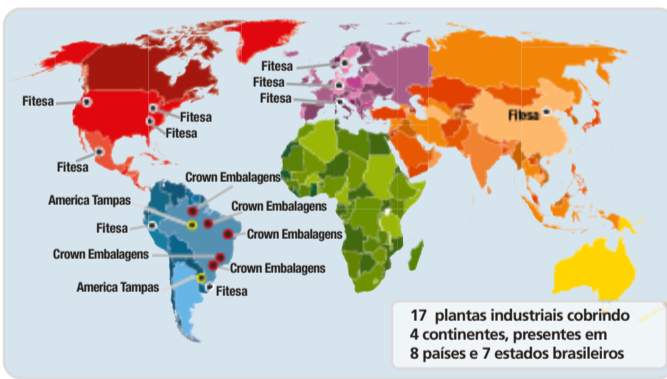 Fitesa
Fitesa
Fitesa
Fitesa
Fitesa
Fitesa
Fitesa
Fitesa
Crown Embalagens
America Tampas
Crown Embalagens
Fitesa
Crown Embalagens
Crown Embalagens
Crown Embalagens
America Tampas
Fitesa
17 plantas industriais cobrindo
4 continentes, presentes em
8 países e 7 estados brasileiros